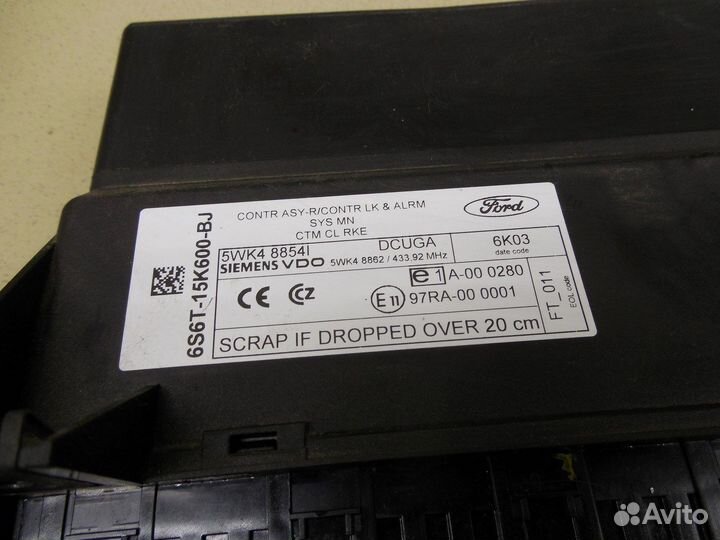 6S6T-15K600-BJ
CONTR ASY-R/CONTR LK & ALRM
SYS MN
CTM CL RKE
Ford
5WK4 8854I DCUGA
SIEMENS VDO 5WK4 8862 / 433.92 MHz
6K03
date code
CE CZ
e1 A-00 0280
E11 97RA-00 0001
FT_011
EOL code
SCRAP IF DROPPED OVER 20 cm
Avito